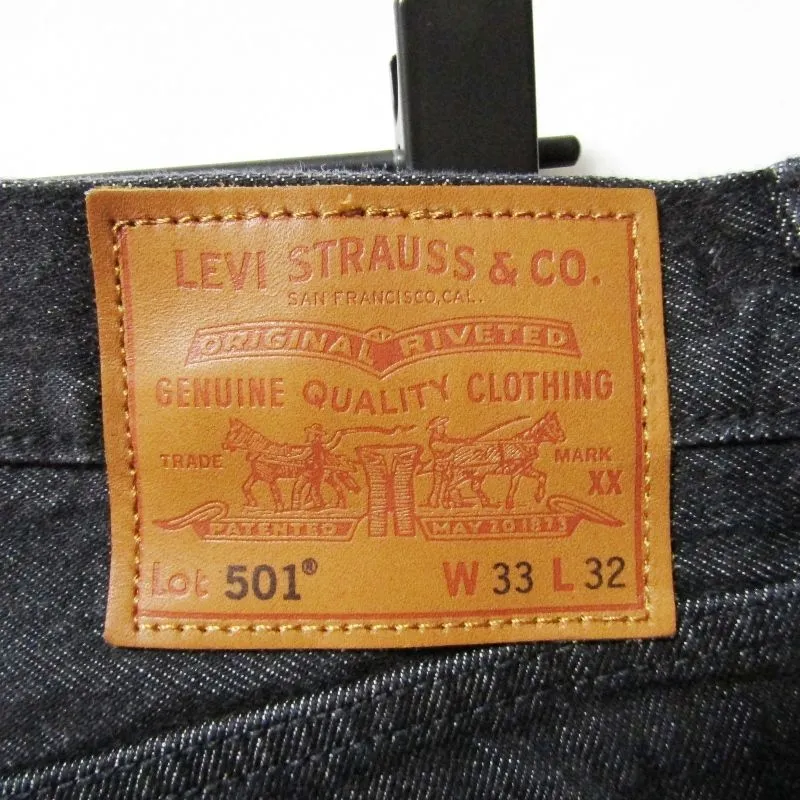 LEVI STRAUSS & CO.
SAN FRANCISCO, CAL.
ORIGINAL RIVETED
GENUINE QUALITY CLOTHING
TRADE MARK
XX
PATENTED MAY 20 1873
Lot 501® W 33 L 32